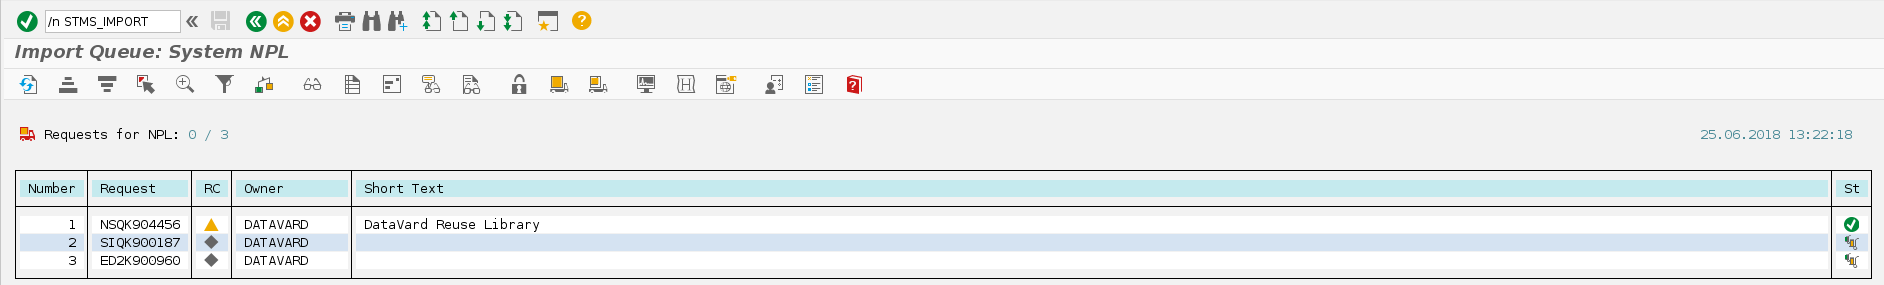 /n STMS_IMPORT
Import Queue: System NPL
Requests for NPL: 0 / 3 25.06.2018 13:22:18
Number Request RC Owner Short Text St
1 NSQK904456 DATAVARD DataVard Reuse Library
2 SIQK900187 DATAVARD
3 ED2K900960 DATAVARD